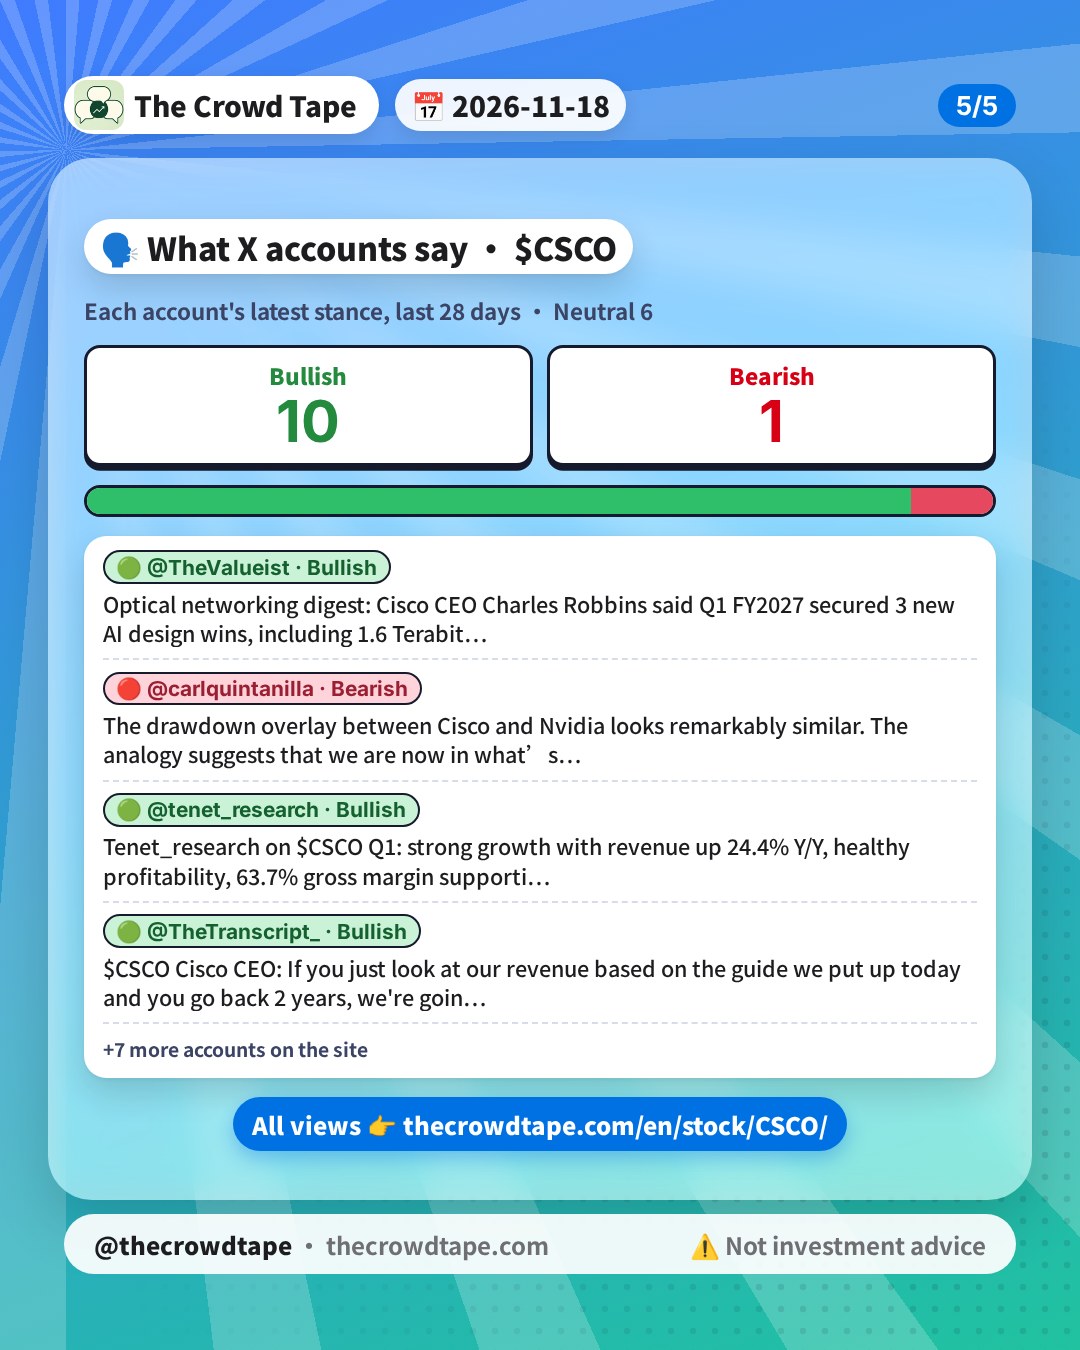 The Crowd Tape
📅 2026-11-18
5/5
🗣️ What X accounts say · $CSCO
Each account's latest stance, last 28 days · Neutral 6
Bullish
10
Bearish
1
🟢 @TheValueist · Bullish
Optical networking digest: Cisco CEO Charles Robbins said Q1 FY2027 secured 3 new
AI design wins, including 1.6 Terabit…
🔴 @carlquintanilla · Bearish
The drawdown overlay between Cisco and Nvidia looks remarkably similar. The
analogy suggests that we are now in what’s…
🟢 @tenet_research · Bullish
Tenet_research on $CSCO Q1: strong growth with revenue up 24.4% Y/Y, healthy
profitability, 63.7% gross margin supporti…
🟢 @TheTranscript_ · Bullish
$CSCO Cisco CEO: If you just look at our revenue based on the guide we put up today
and you go back 2 years, we're goin…
+7 more accounts on the site
All views 👉 thecrowdtape.com/en/stock/CSCO/
@thecrowdtape · thecrowdtape.com
⚠️ Not investment advice